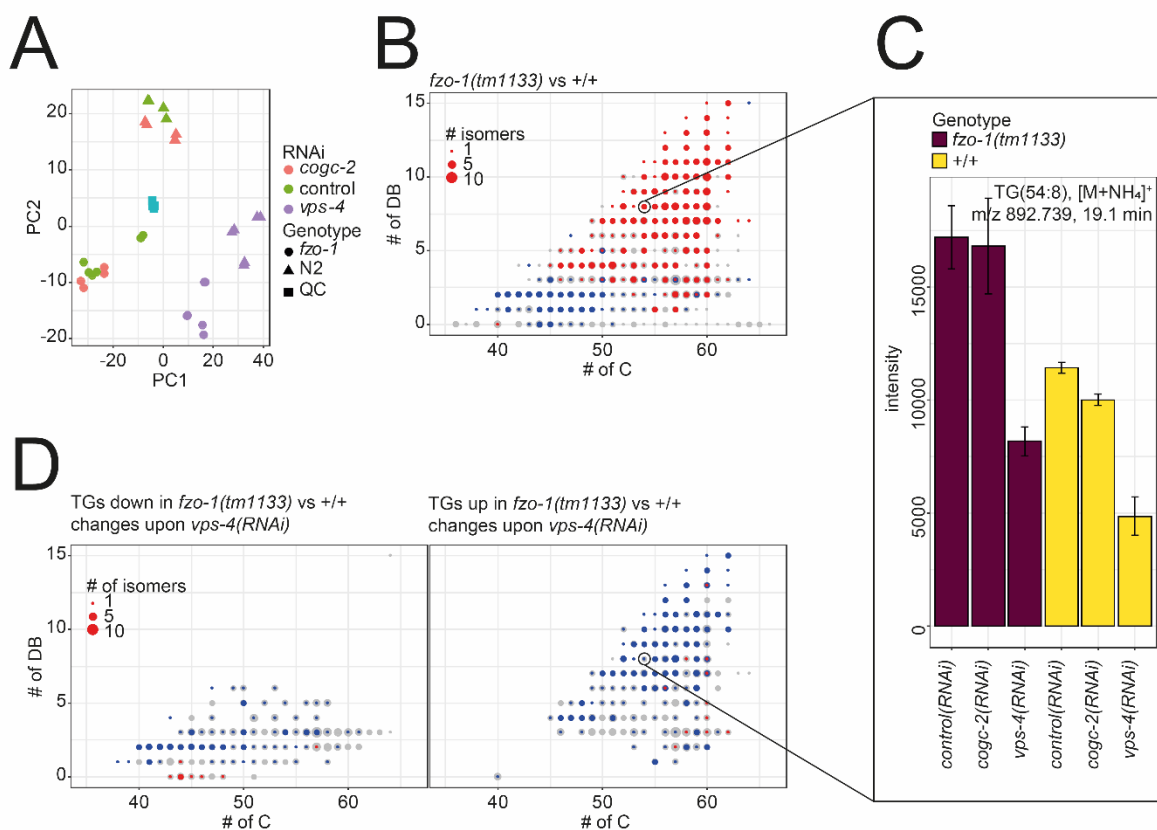 A
20
10
0
-10
-20
PC2
-20
0
20
40
PC1
RNAi
cogc-2
control
vps-4
Genotype
fzo-1
N2
QC
B
fzo-1(tm1133) vs +/+
15
10
5
0
# of DB
# isomers
1
5
10
40
50
60
# of C
C
Genotype
fzo-1(tm1133)
+/+
TG(54:8), [M+NH₄]⁺
m/z 892.739, 19.1 min
intensity
15000
10000
5000
0
control(RNAi)
cogc-2(RNAi)
vps-4(RNAi)
control(RNAi)
cogc-2(RNAi)
vps-4(RNAi)
D
TGs down in fzo-1(tm1133) vs +/+
changes upon vps-4(RNAi)
TGs up in fzo-1(tm1133) vs +/+
changes upon vps-4(RNAi)
15
10
5
0
# of DB
# of isomers
1
5
10
40
50
60
# of C
40
50
60
# of C